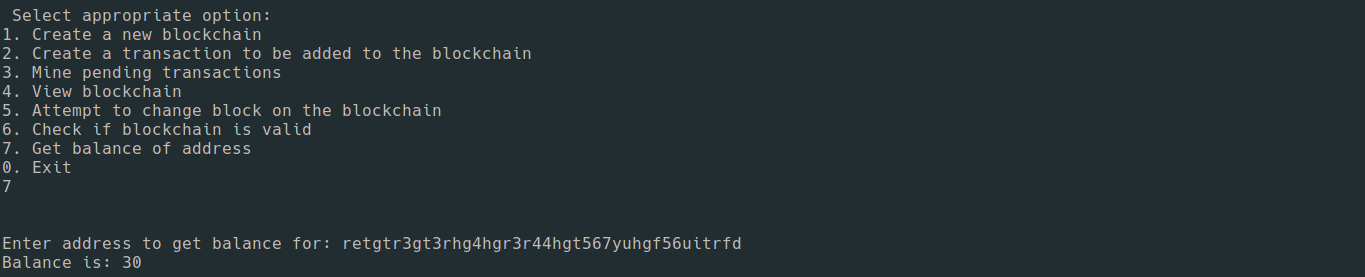 Select appropriate option:
1. Create a new blockchain
2. Create a transaction to be added to the blockchain
3. Mine pending transactions
4. View blockchain
5. Attempt to change block on the blockchain
6. Check if blockchain is valid
7. Get balance of address
0. Exit
7
Enter address to get balance for: retgtr3gt3rhg4hgr3r44hgt567yuhgf56uitrfd
Balance is: 30